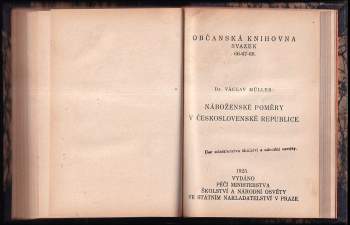 OBČANSKÁ KNIHOVNA
SVAZEK
66-67-68.
Dr. VÁCLAV MÜLLER:
NÁBOŽENSKÉ POMĚRY
V ČESKOSLOVENSKÉ REPUBLICE
Dar ministerstva školství a národní osvěty.
1925
VYDÁNO
PÉČÍ MINISTERSTVA
ŠKOLSTVÍ A NÁRODNÍ OSVĚTY
VE STÁTNÍM NAKLADATELSTVÍ V PRAZE